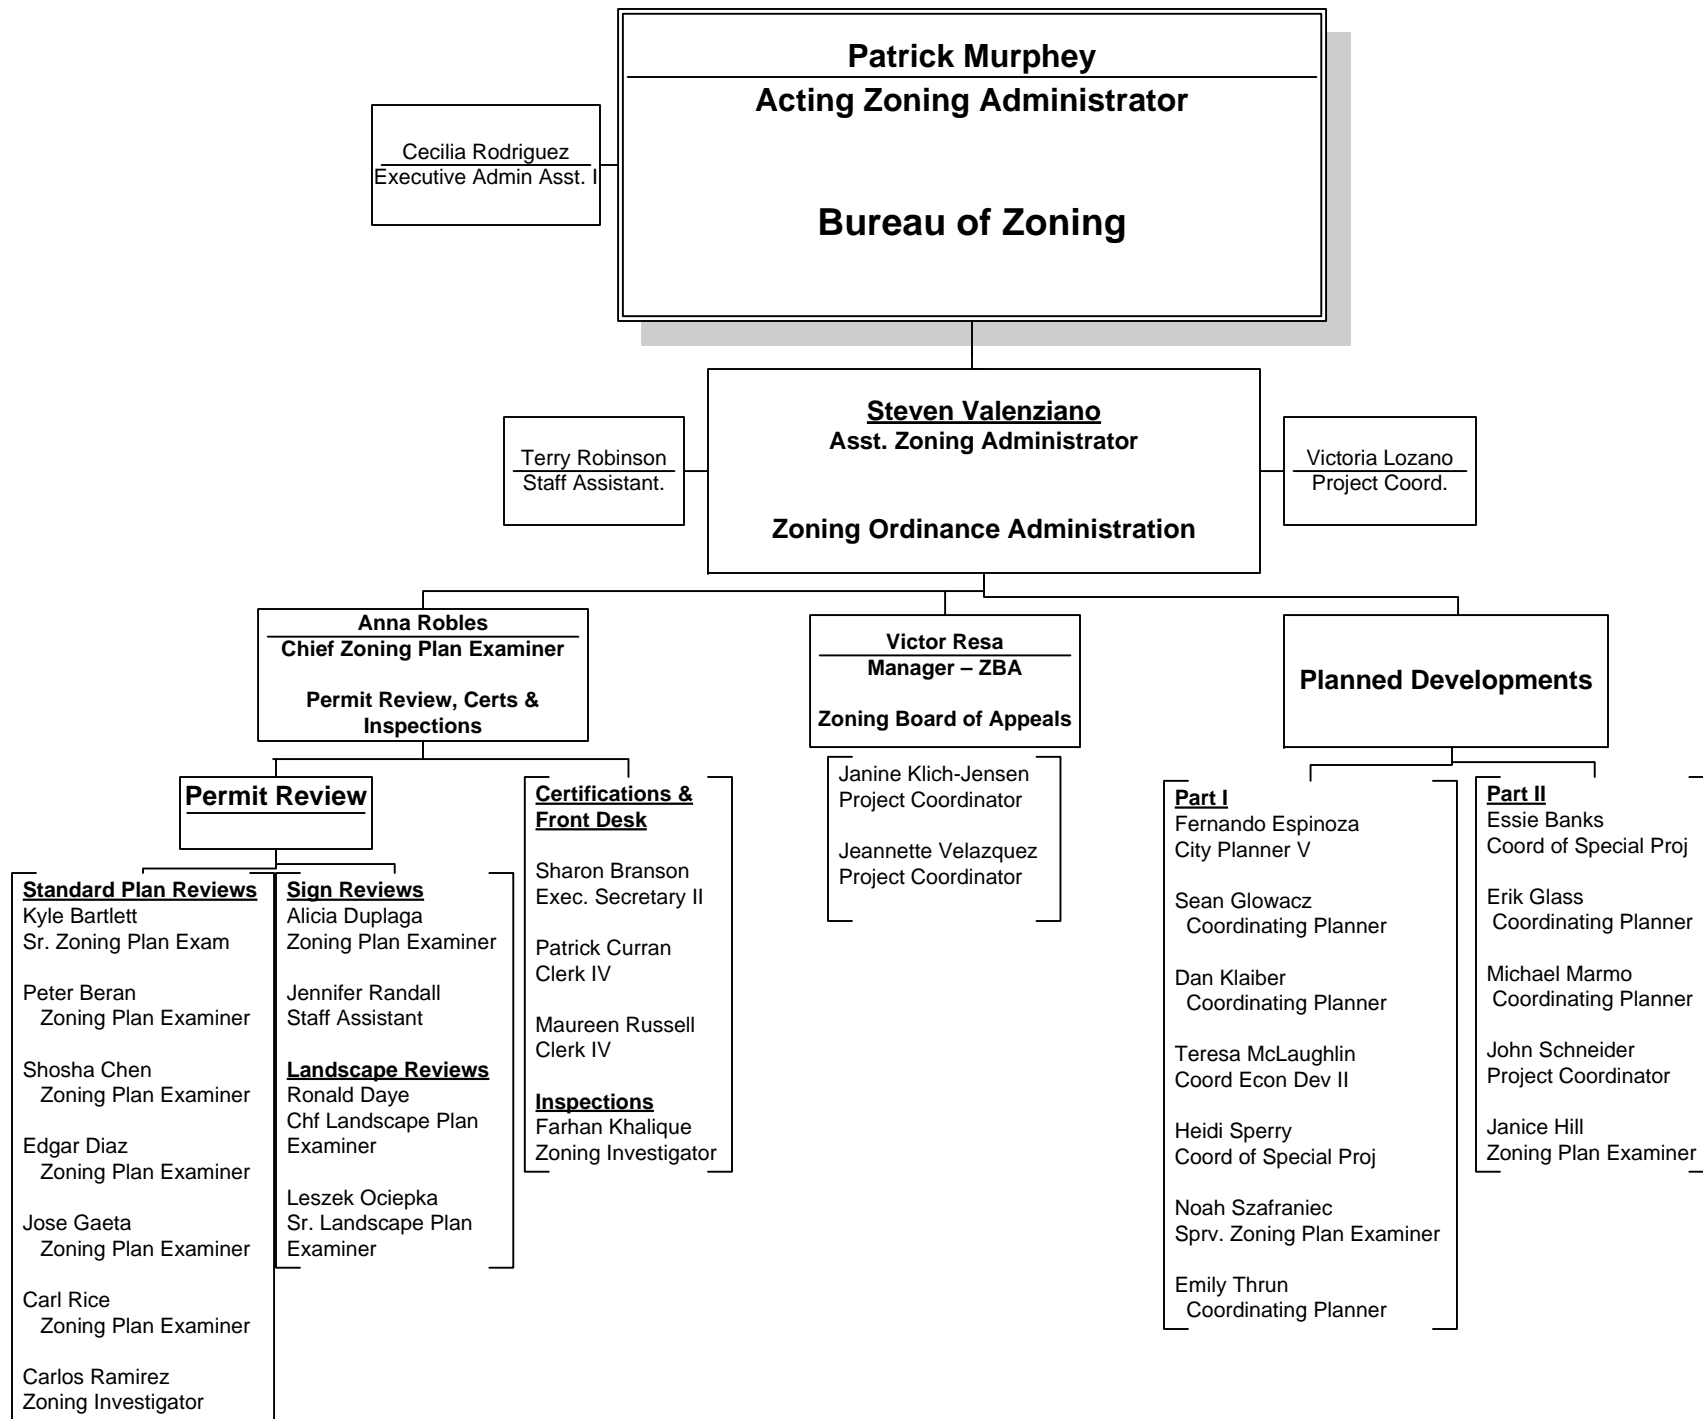 Patrick Murphey
Acting Zoning Administrator
Bureau of Zoning
Cecilia Rodriguez
Executive Admin Asst. I
Steven Valenziano
Asst. Zoning Administrator
Zoning Ordinance Administration
Terry Robinson
Staff Assistant.
Victoria Lozano
Project Coord.
Anna Robles
Chief Zoning Plan Examiner
Permit Review, Certs &
Inspections
Victor Resa
Manager – ZBA
Zoning Board of Appeals
Planned Developments
Permit Review
Standard Plan Reviews
Kyle Bartlett
Sr. Zoning Plan Exam
Peter Beran
Zoning Plan Examiner
Shosha Chen
Zoning Plan Examiner
Edgar Diaz
Zoning Plan Examiner
Jose Gaeta
Zoning Plan Examiner
Carl Rice
Zoning Plan Examiner
Carlos Ramirez
Zoning Investigator
Sign Reviews
Alicia Duplaga
Zoning Plan Examiner
Jennifer Randall
Staff Assistant
Landscape Reviews
Ronald Daye
Chf Landscape Plan
Examiner
Leszek Ociepka
Sr. Landscape Plan
Examiner
Certifications &
Front Desk
Sharon Branson
Exec. Secretary II
Patrick Curran
Clerk IV
Maureen Russell
Clerk IV
Inspections
Farhan Khalique
Zoning Investigator
Janine Klich-Jensen
Project Coordinator
Jeannette Velazquez
Project Coordinator
Part I
Fernando Espinoza
City Planner V
Sean Glowacz
Coordinating Planner
Dan Klaiber
Coordinating Planner
Teresa McLaughlin
Coord Econ Dev II
Heidi Sperry
Coord of Special Proj
Noah Szafraniec
Sprv. Zoning Plan Examiner
Emily Thrun
Coordinating Planner
Part II
Essie Banks
Coord of Special Proj
Erik Glass
Coordinating Planner
Michael Marmo
Coordinating Planner
John Schneider
Project Coordinator
Janice Hill
Zoning Plan Examiner